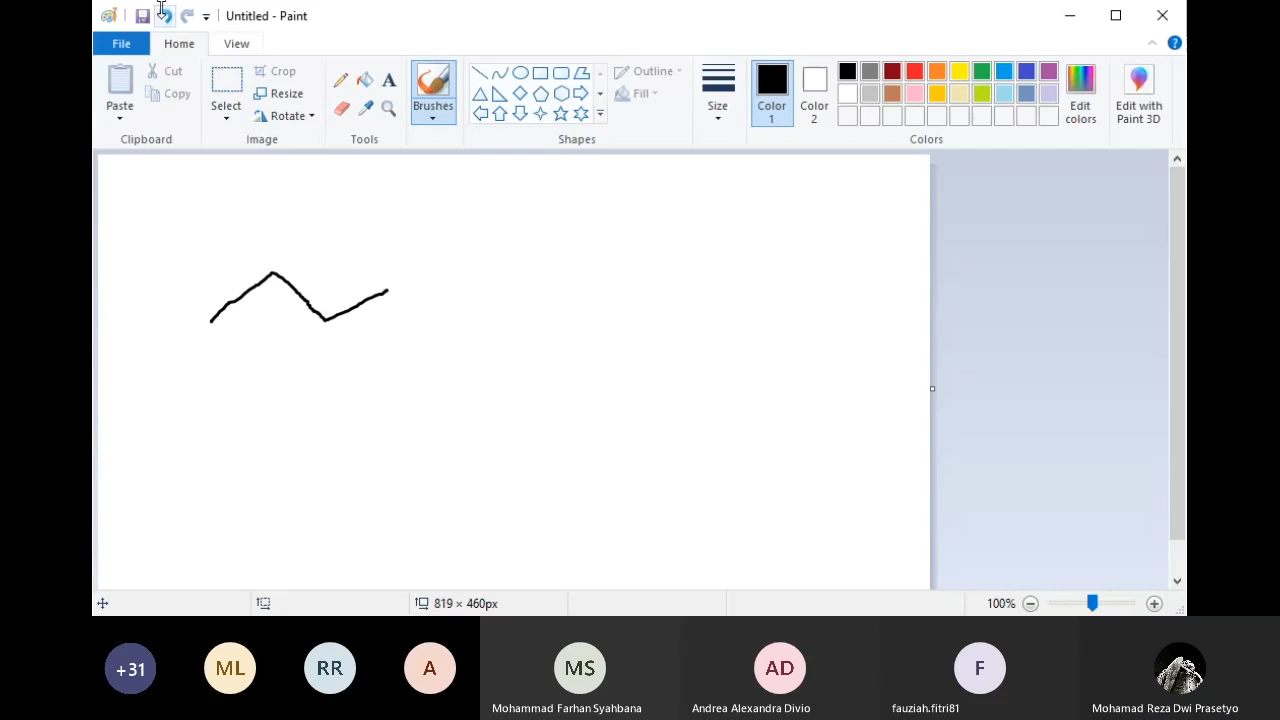 Untitled - Paint
File Home View
Cut
Copy
Paste
Clipboard
Select
Crop
Resize
Rotate
Image
A
Tools
Brushes
Outline
Fill
Shapes
Size
Color 1
Color 2
Edit colors
Colors
Edit with Paint 3D
819 × 460px
100%
+31
ML
RR
A
MS
AD
F
Mohammad Farhan Syahbana
Andrea Alexandra Divio
fauziah.fitri81
Mohamad Reza Dwi Prasetyo